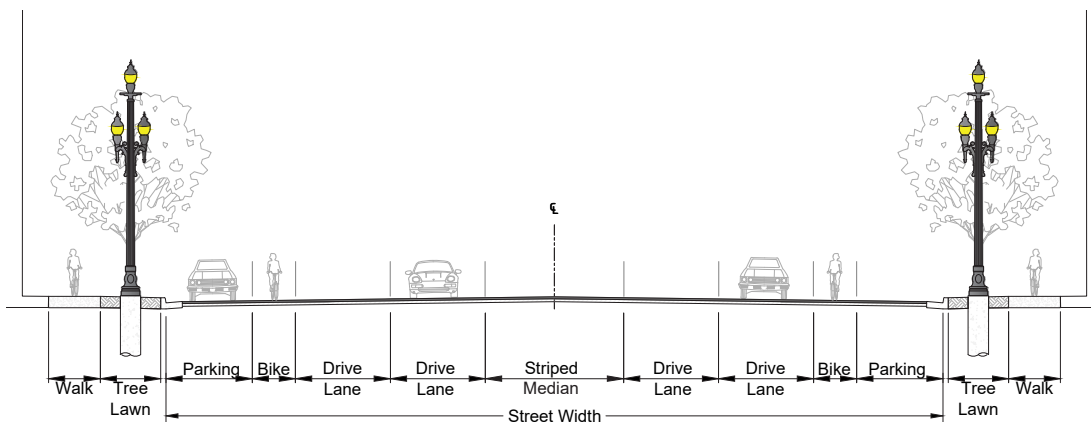 ℄
Parking Bike Drive Drive Striped Drive Drive Bike Parking
Walk Tree Lane Lane Median Lane Lane Tree Walk
Lawn Lawn
Street Width